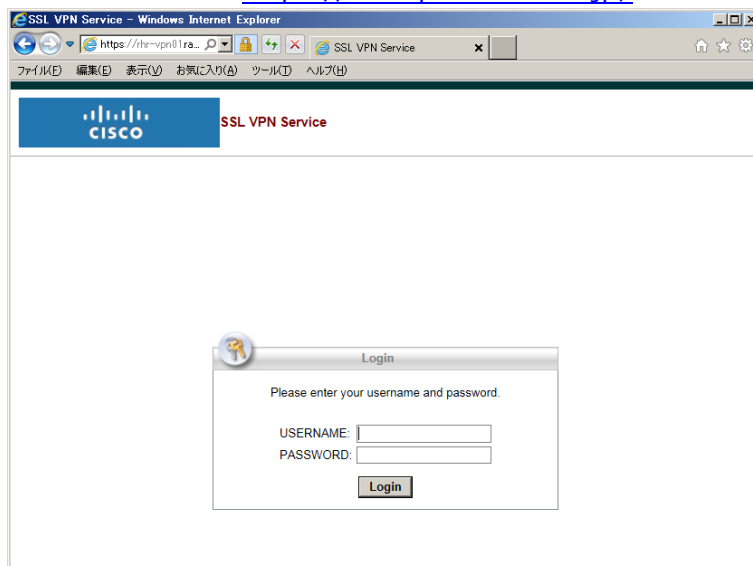 SSL VPN Service - Windows Internet Explorer
https://rhr-vpn01ra... SSL VPN Service
ファイル(F) 編集(E) 表示(V) お気に入り(A) ツール(T) ヘルプ(H)
CISCO SSL VPN Service
Login
Please enter your username and password.
USERNAME:
PASSWORD:
Login